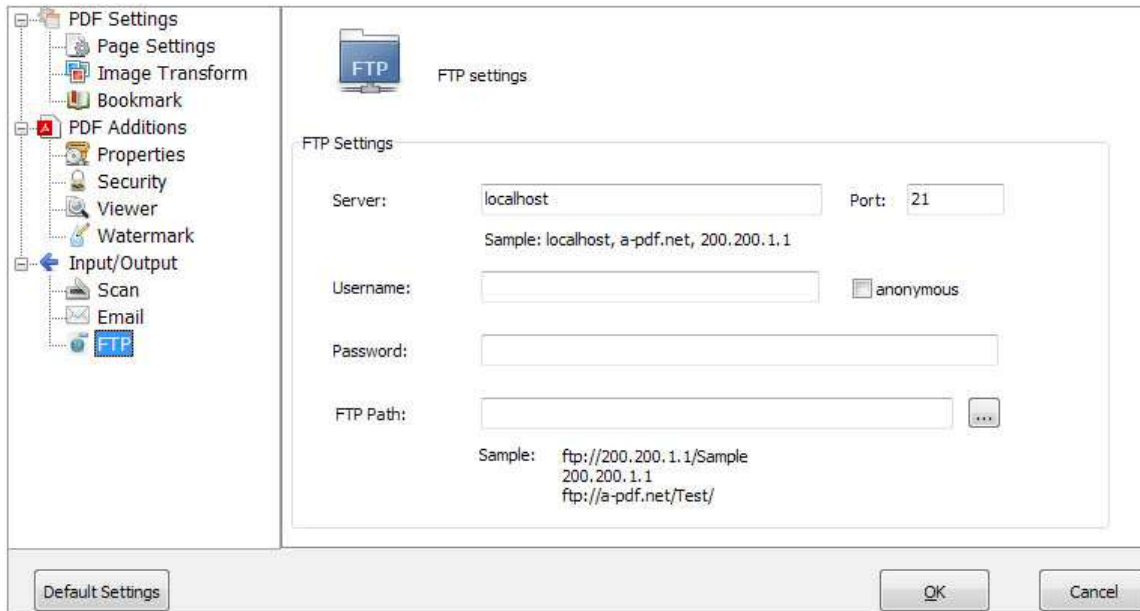 PDF Settings
Page Settings
Image Transform
Bookmark
PDF Additions
Properties
Security
Viewer
Watermark
Input/Output
Scan
Email
FTP
FTP
FTP settings
FTP Settings
Server: localhost Port: 21
Sample: localhost, a-pdf.net, 200.200.1.1
Username: anonymous
Password:
FTP Path: ...
Sample: ftp://200.200.1.1/Sample
200.200.1.1
ftp://a-pdf.net/Test/
Default Settings OK Cancel